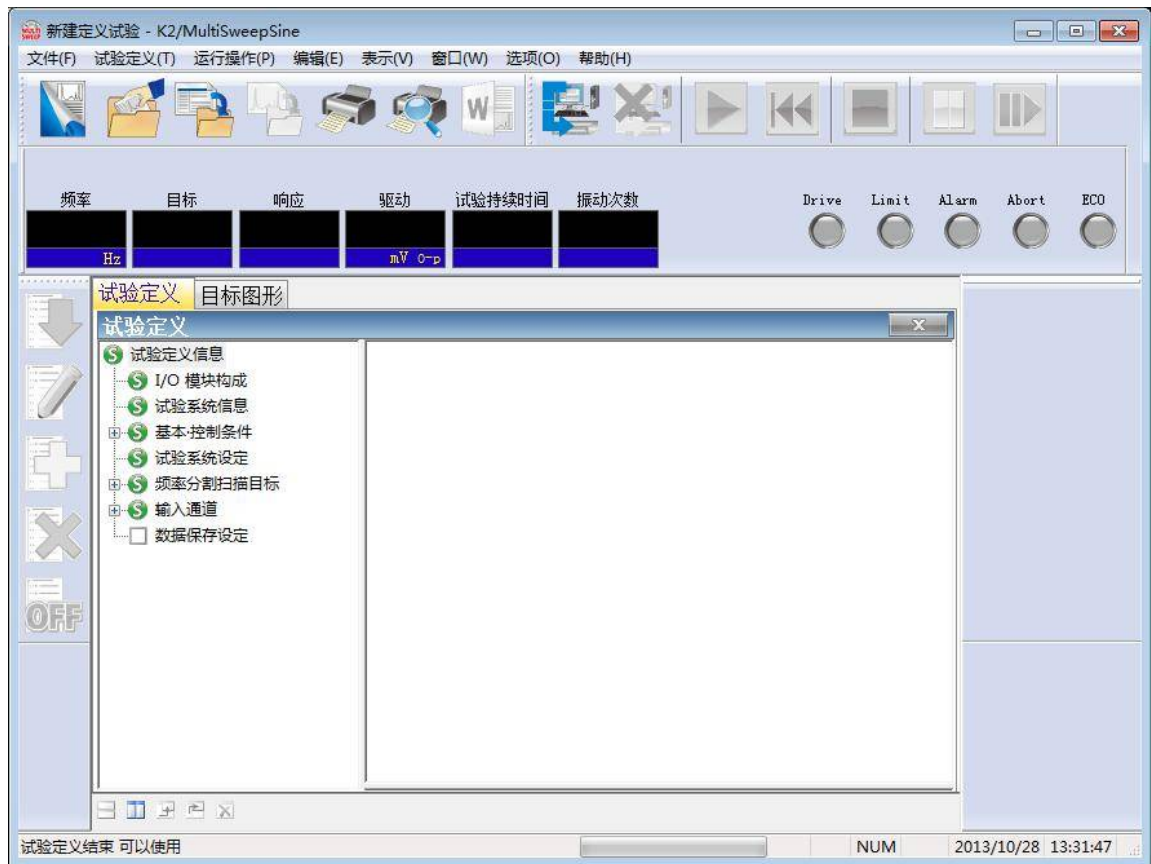 新建定义试验 - K2/MultiSweepSine
文件(F) 试验定义(T) 运行操作(P) 编辑(E) 表示(V) 窗口(W) 选项(O) 帮助(H)
W
频率 目标 响应 驱动 试验持续时间 振动次数 Drive Limit Alarm Abort ECO
Hz mV 0-p
试验定义 目标图形
试验定义
试验定义信息
I/O 模块构成
试验系统信息
基本·控制条件
试验系统设定
频率分割扫描目标
输入通道
数据保存设定
OFF
试验定义结束 可以使用 NUM 2013/10/28 13:31:47